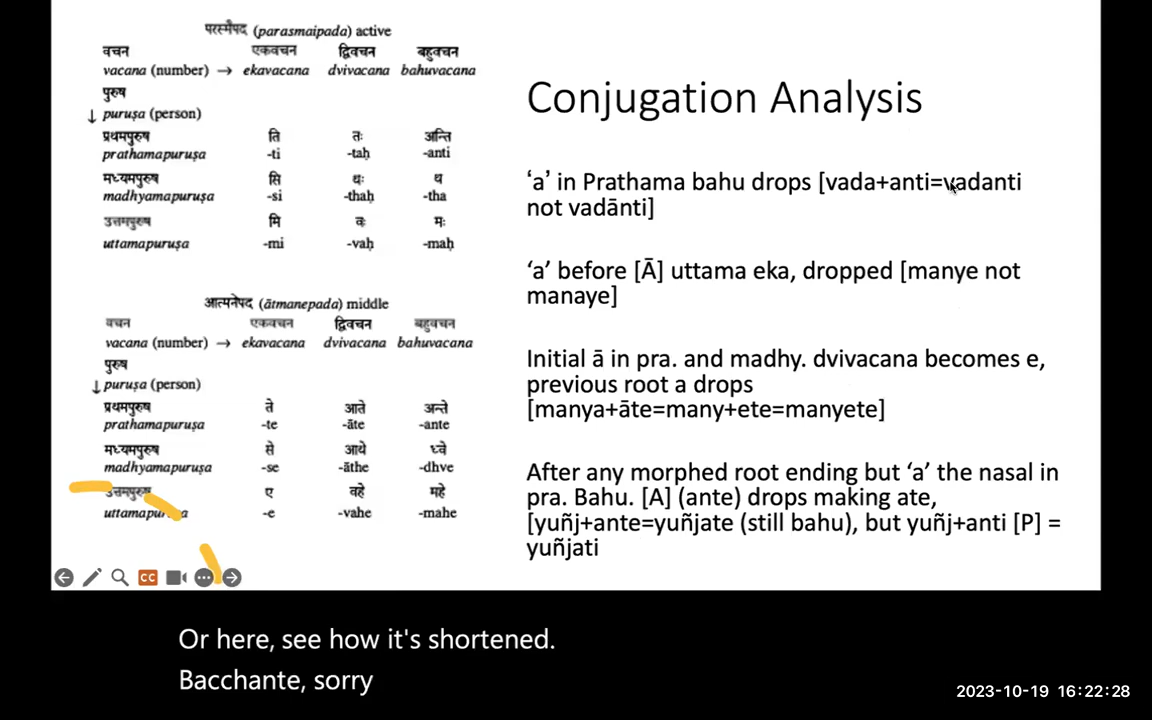 परस्मैपद (parasmaipada) active
वचन एकवचन द्विवचन बहुवचन
vacana (number) → ekavacana dvivacana bahuvacana
पुरुष
↓ puruṣa (person)
प्रथमपुरुष ति तः अन्ति
prathamapuruṣa -ti -taḥ -anti
मध्यमपुरुष सि थः थ
madhyamapuruṣa -si -thaḥ -tha
उत्तमपुरुष मि वः मः
uttamapuruṣa -mi -vaḥ -maḥ
आत्मनेपद (ātmanepada) middle
वचन एकवचन द्विवचन बहुवचन
vacana (number) → ekavacana dvivacana bahuvacana
पुरुष
↓ puruṣa (person)
प्रथमपुरुष ते आते अन्ते
prathamapuruṣa -te -āte -ante
मध्यमपुरुष से आथे ध्वे
madhyamapuruṣa -se -āthe -dhve
उत्तमपुरुष ए वहे महे
uttamapuruṣa -e -vahe -mahe
Conjugation Analysis
‘a’ in Prathama bahu drops [vada+anti=vadanti
not vadānti]
‘a’ before [Ā] uttama eka, dropped [manye not
manaye]
Initial ā in pra. and madhy. dvivacana becomes e,
previous root a drops
[manya+āte=many+ete=manyete]
After any morphed root ending but ‘a’ the nasal in
pra. Bahu. [A] (ante) drops making ate,
[yuñj+ante=yuñjate (still bahu), but yuñj+anti [P] =
yuñjati
CC
Or here, see how it's shortened.
Bacchante, sorry
2023-10-19 16:22:28